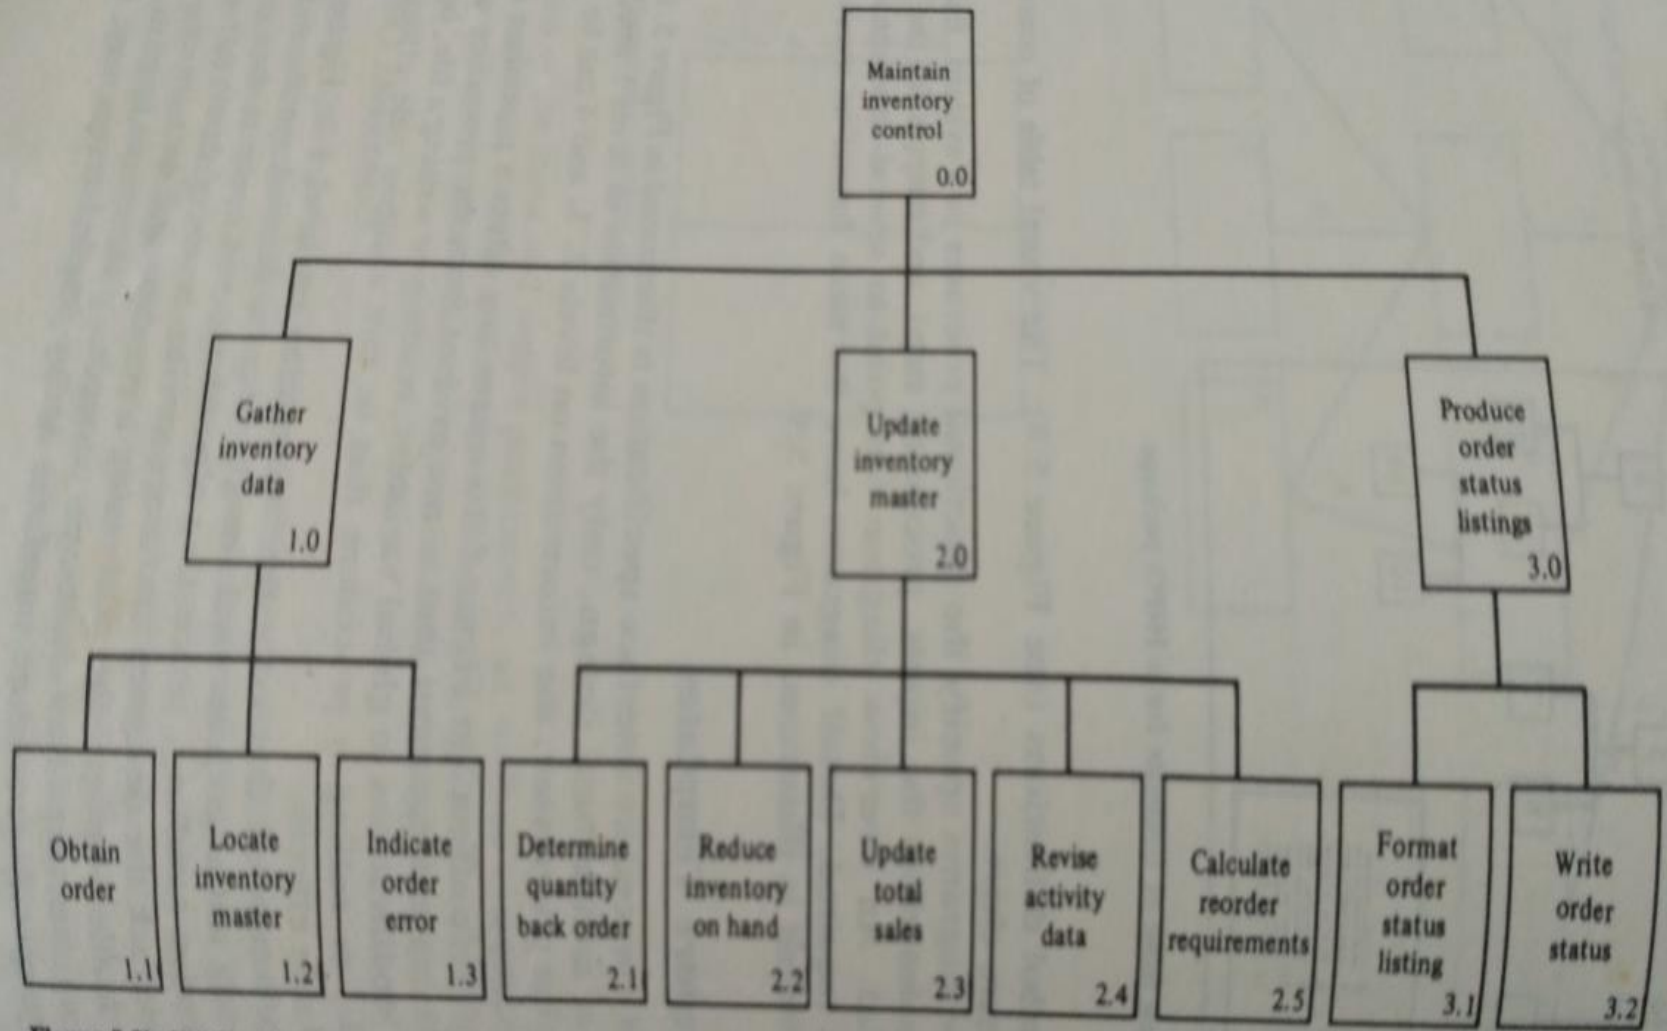 Maintain
inventory
control
0.0
Gather
inventory
data
1.0
Update
inventory
master
2.0
Produce
order
status
listings
3.0
Obtain
order
1.1
Locate
inventory
master
1.2
Indicate
order
error
1.3
Determine
quantity
back order
2.1
Reduce
inventory
on hand
2.2
Update
total
sales
2.3
Revise
activity
data
2.4
Calculate
reorder
requirements
2.5
Format
order
status
listing
3.1
Write
order
status
3.2